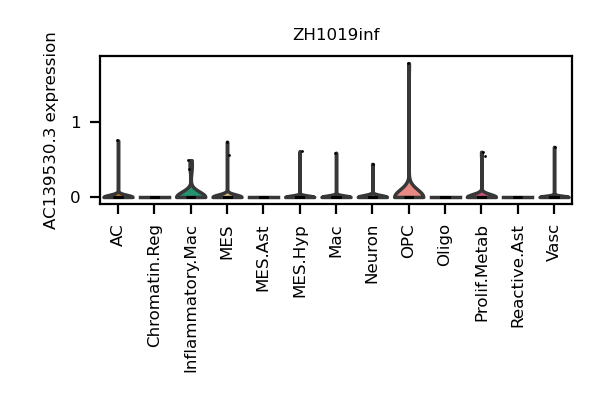 ZH1019inf
AC139530.3 expression
1
0
AC
Chromatin.Reg
Inflammatory.Mac
MES
MES.Ast
MES.Hyp
Mac
Neuron
OPC
Oligo
Prolif.Metab
Reactive.Ast
Vasc